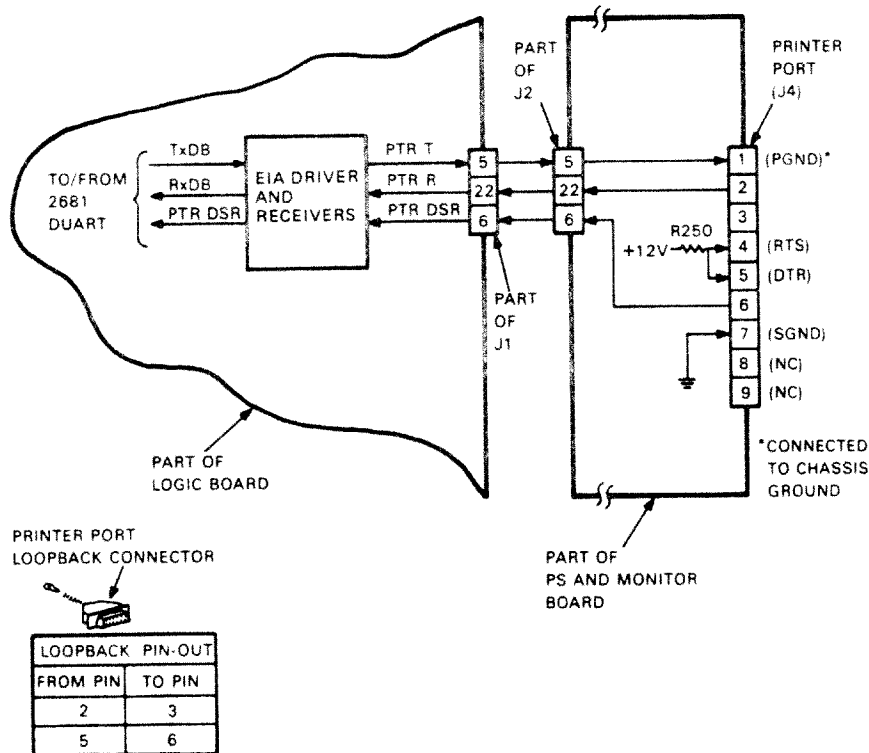 PART
OF
J2
PRINTER
PORT
(J4)
TO/FROM
2681
DUART
TxDB
RxDB
PTR DSR
EIA DRIVER
AND
RECEIVERS
PTR T
PTR R
PTR DSR
5
22
6
5
22
6
+12V
R250
1 (PGND)*
2
3
4 (RTS)
5 (DTR)
6
7 (SGND)
8 (NC)
9 (NC)
PART
OF
J1
PART OF
LOGIC BOARD
*CONNECTED
TO CHASSIS
GROUND
PART OF
PS AND MONITOR
BOARD
PRINTER PORT
LOOPBACK CONNECTOR
LOOPBACK PIN-OUT
FROM PIN TO PIN
2 3
5 6